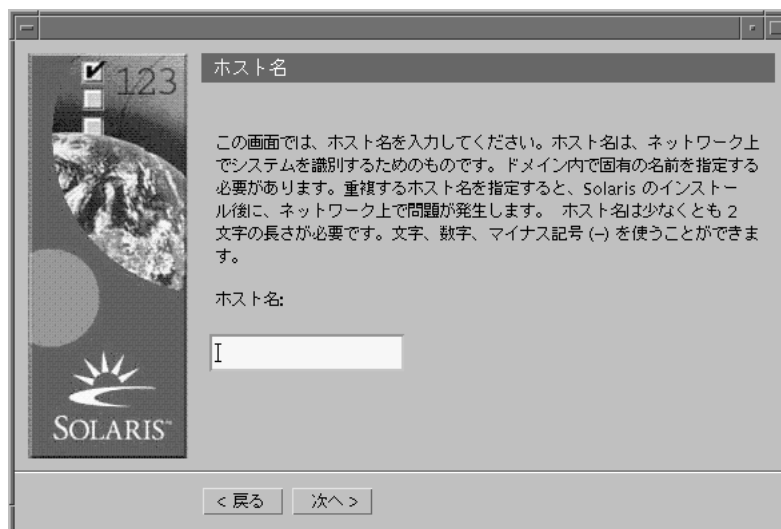 123
ホスト名
この画面では、ホスト名を入力してください。ホスト名は、ネットワーク上
でシステムを識別するためのものです。ドメイン内で固有の名前を指定する
必要があります。重複するホスト名を指定すると、Solaris のインストー
ル後に、ネットワーク上で問題が発生します。 ホスト名は少なくとも 2
文字の長さが必要です。文字、数字、マイナス記号 (-) を使うことができま
す。
ホスト名:
SOLARIS™
< 戻る
次へ >